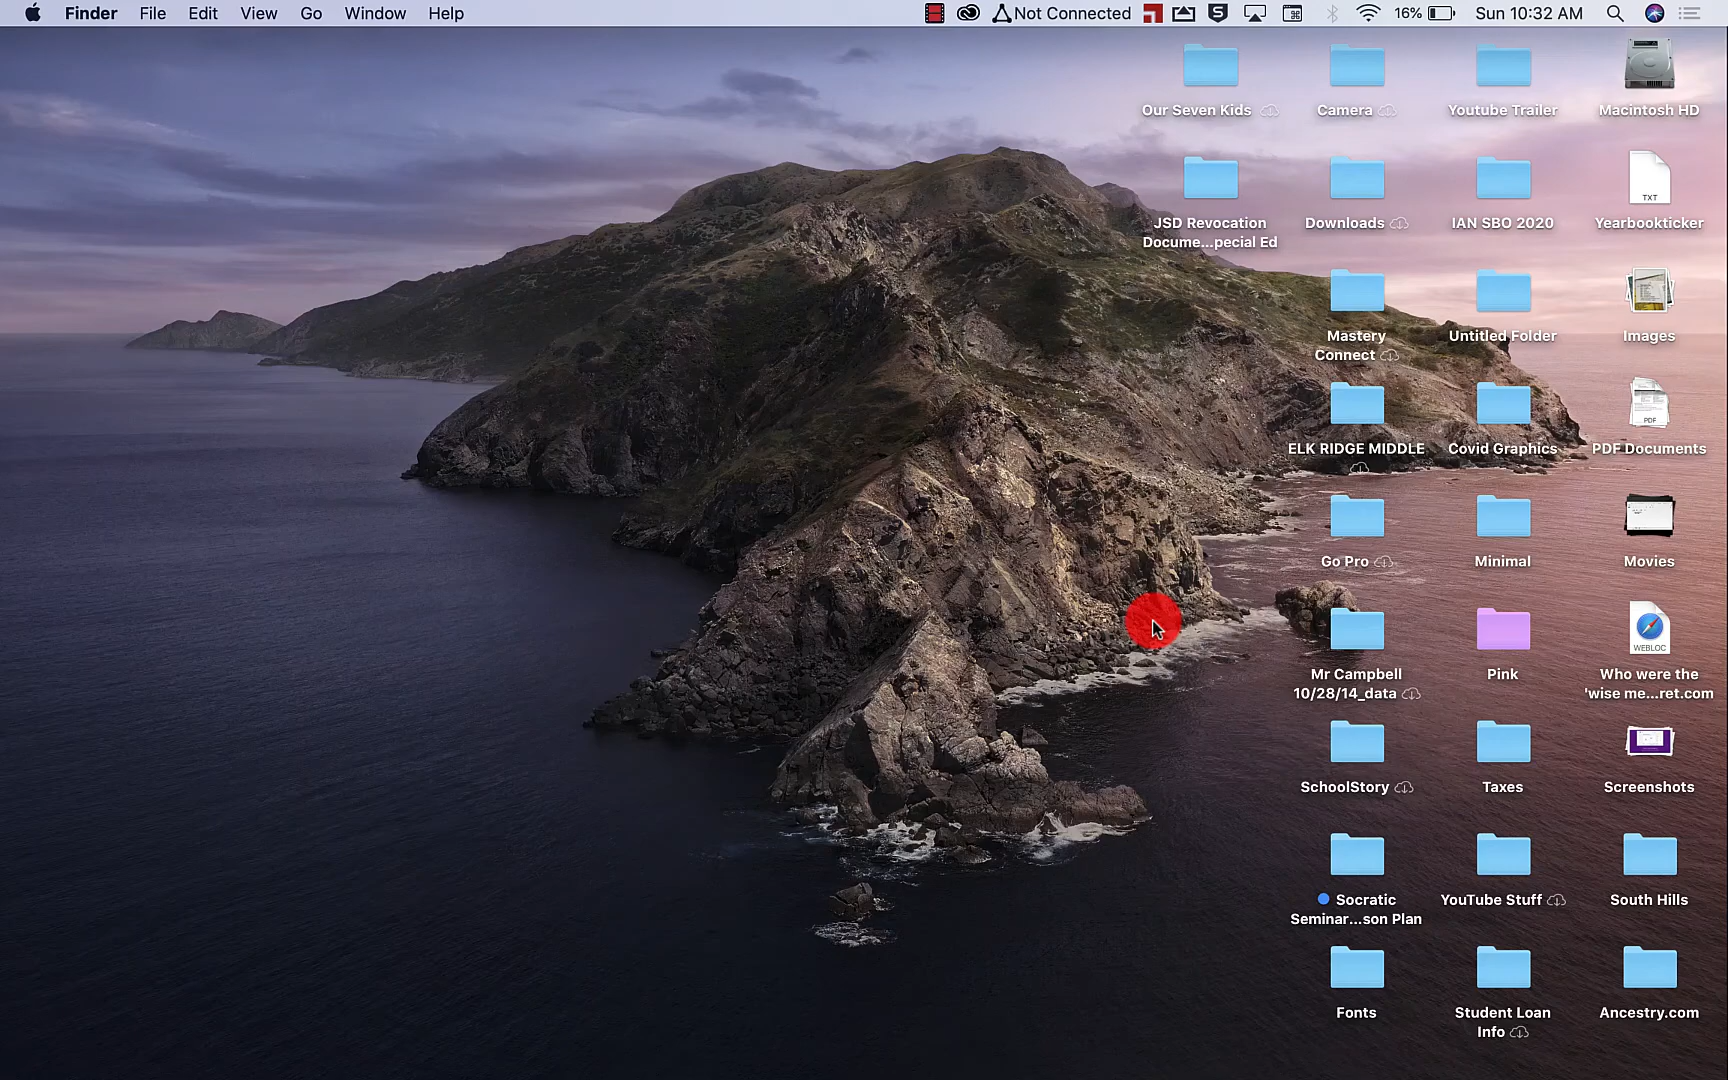 Finder File Edit View Go Window Help Not Connected 16% Sun 10:32 AM
Our Seven Kids
Camera
Youtube Trailer
Macintosh HD
JSD Revocation
Docume...pecial Ed
Downloads
IAN SBO 2020
TXT
Yearbookticker
Mastery
Connect
Untitled Folder
Images
ELK RIDGE MIDDLE
Covid Graphics
PDF
PDF Documents
Go Pro
Minimal
Movies
Mr Campbell
10/28/14_data
Pink
WEBLOC
Who were the
'wise me...ret.com
SchoolStory
Taxes
Screenshots
Socratic
Seminar...son Plan
YouTube Stuff
South Hills
Fonts
Student Loan
Info
Ancestry.com